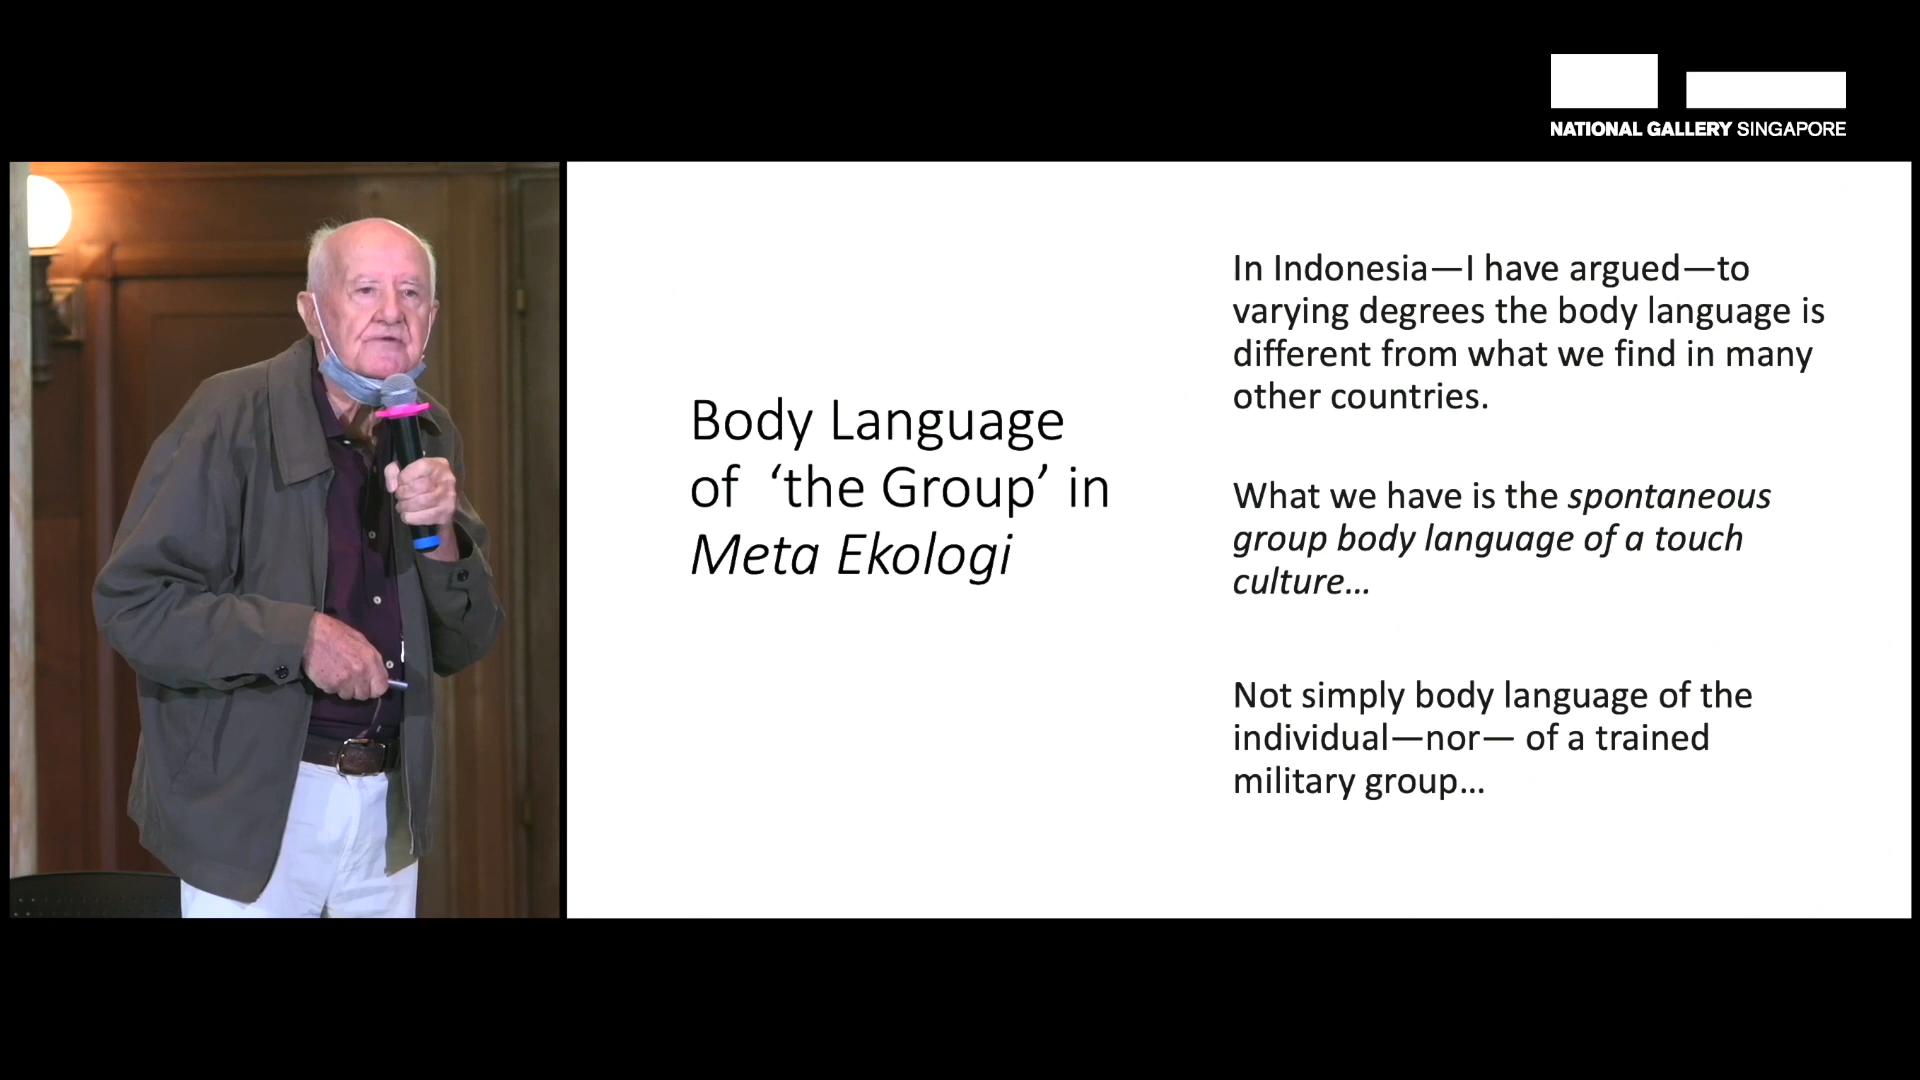 NATIONAL GALLERY SINGAPORE
Body Language
of ‘the Group’ in
Meta Ekologi
In Indonesia—I have argued—to
varying degrees the body language is
different from what we find in many
other countries.
What we have is the spontaneous
group body language of a touch
culture...
Not simply body language of the
individual—nor— of a trained
military group...